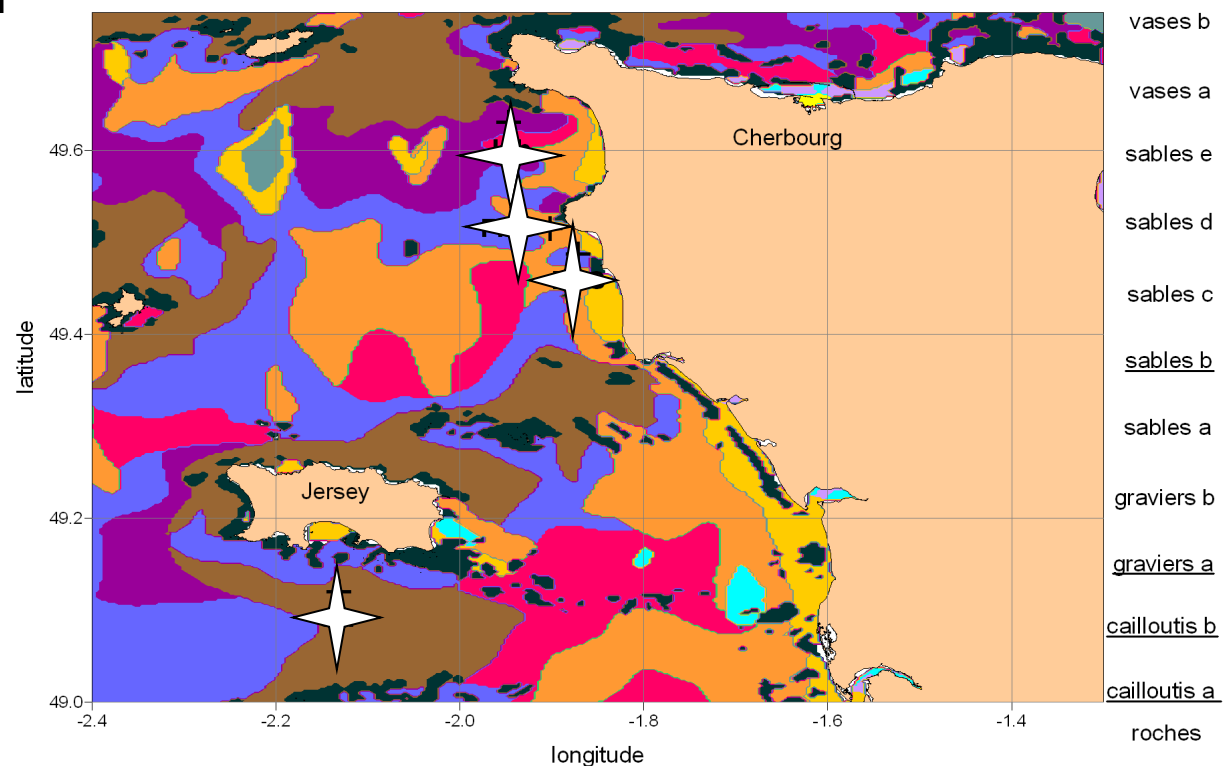 vases b
vases a
Cherbourg
49.6
sables e
sables d
sables c
49.4
latitude
sables b
sables a
Jersey
graviers b
49.2
graviers a
cailloutis b
cailloutis a
49.0
-2.4
-2.2
-2.0
-1.8
-1.6
-1.4
roches
longitude